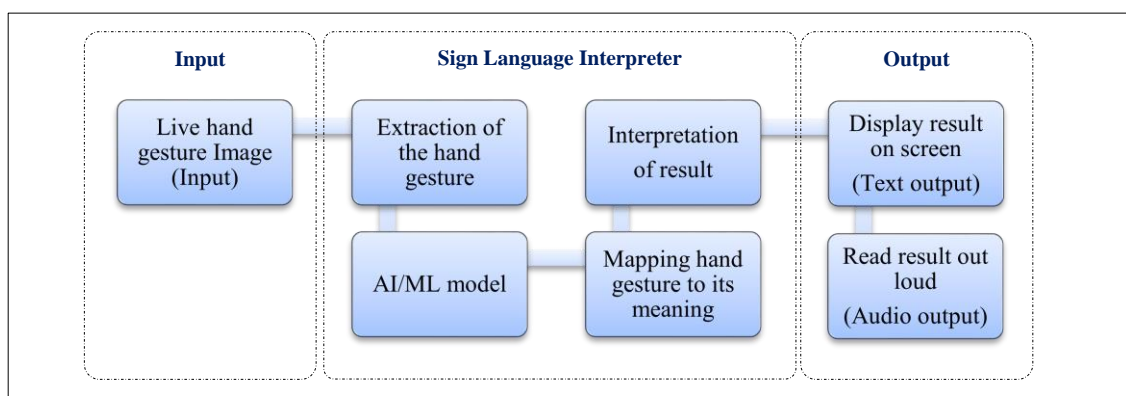 Input
Live hand
gesture Image
(Input)
Sign Language Interpreter
Extraction of
the hand
gesture
AI/ML model
Mapping hand
gesture to its
meaning
Interpretation
of result
Output
Display result
on screen
(Text output)
Read result out
loud
(Audio output)